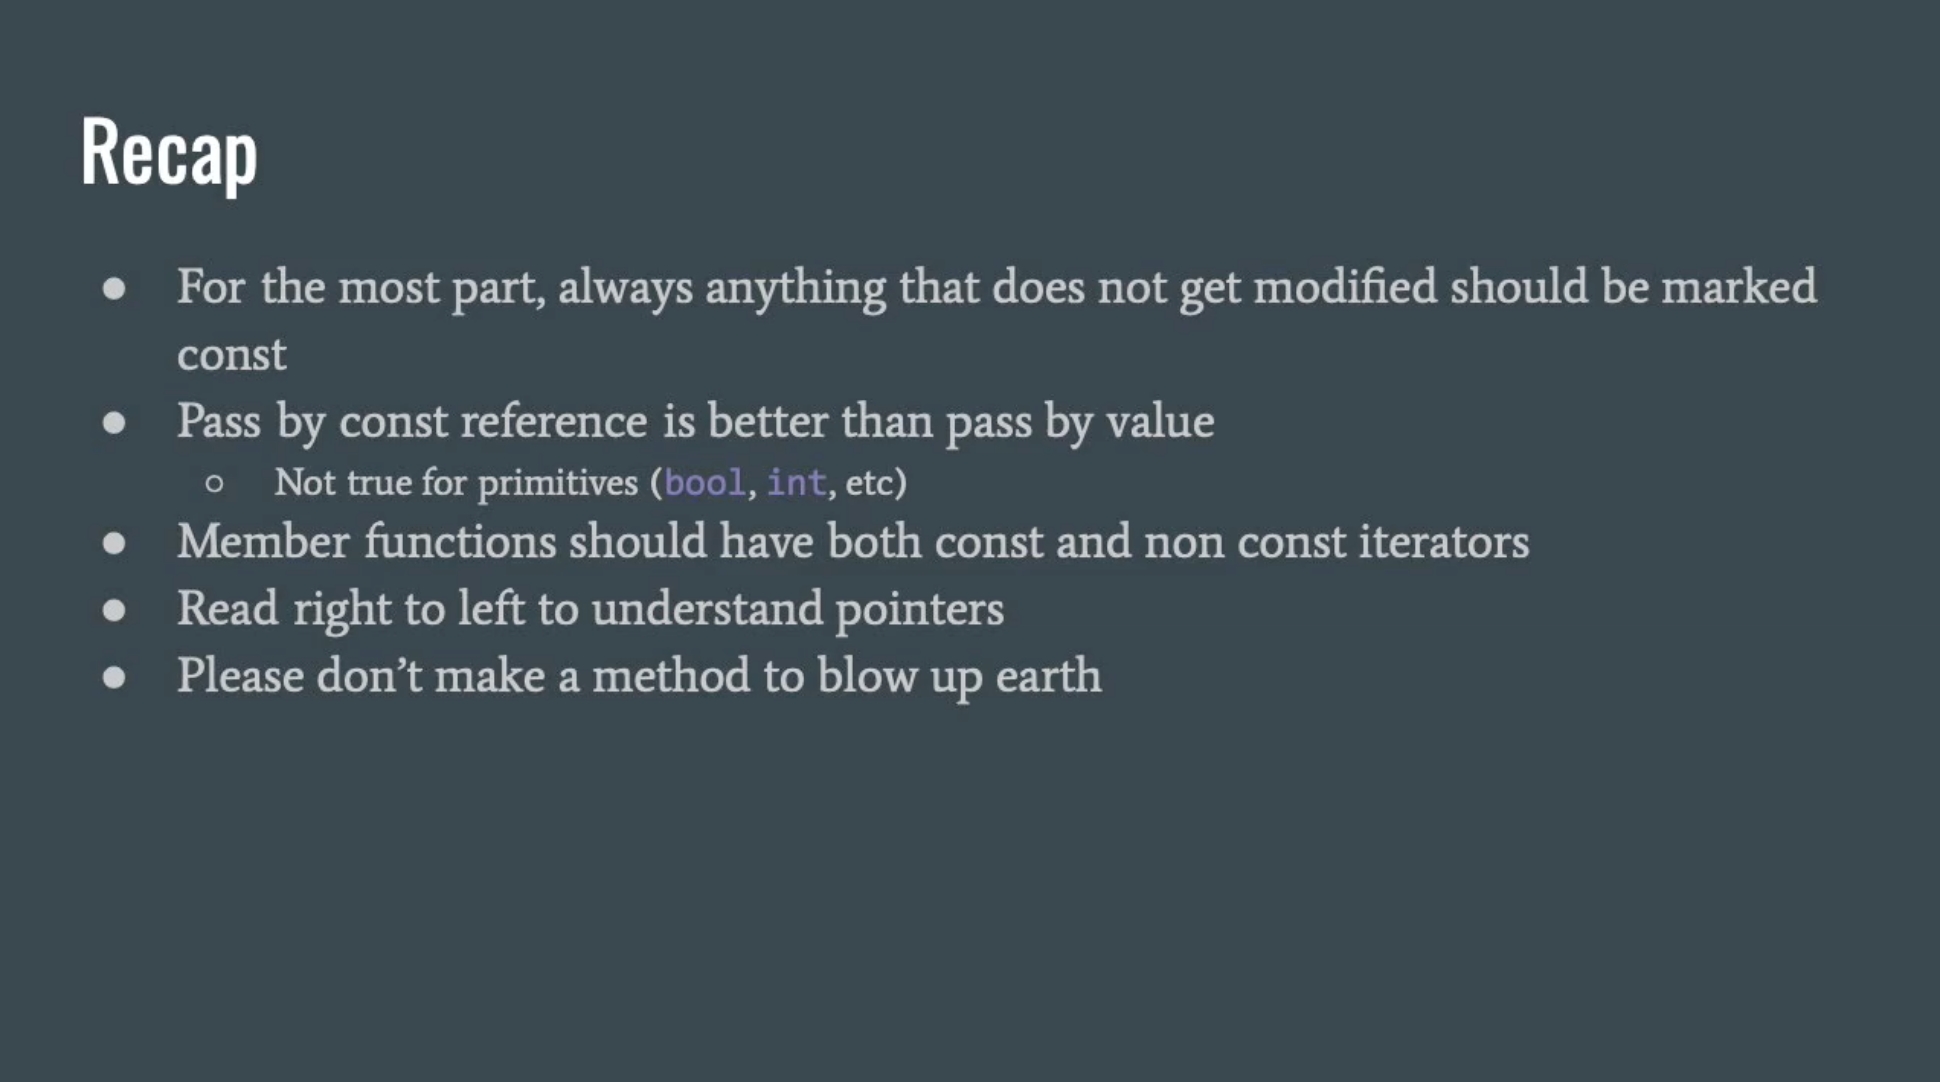 Recap
● For the most part, always anything that does not get modified should be marked
const
● Pass by const reference is better than pass by value
○ Not true for primitives (bool, int, etc)
● Member functions should have both const and non const iterators
● Read right to left to understand pointers
● Please don’t make a method to blow up earth